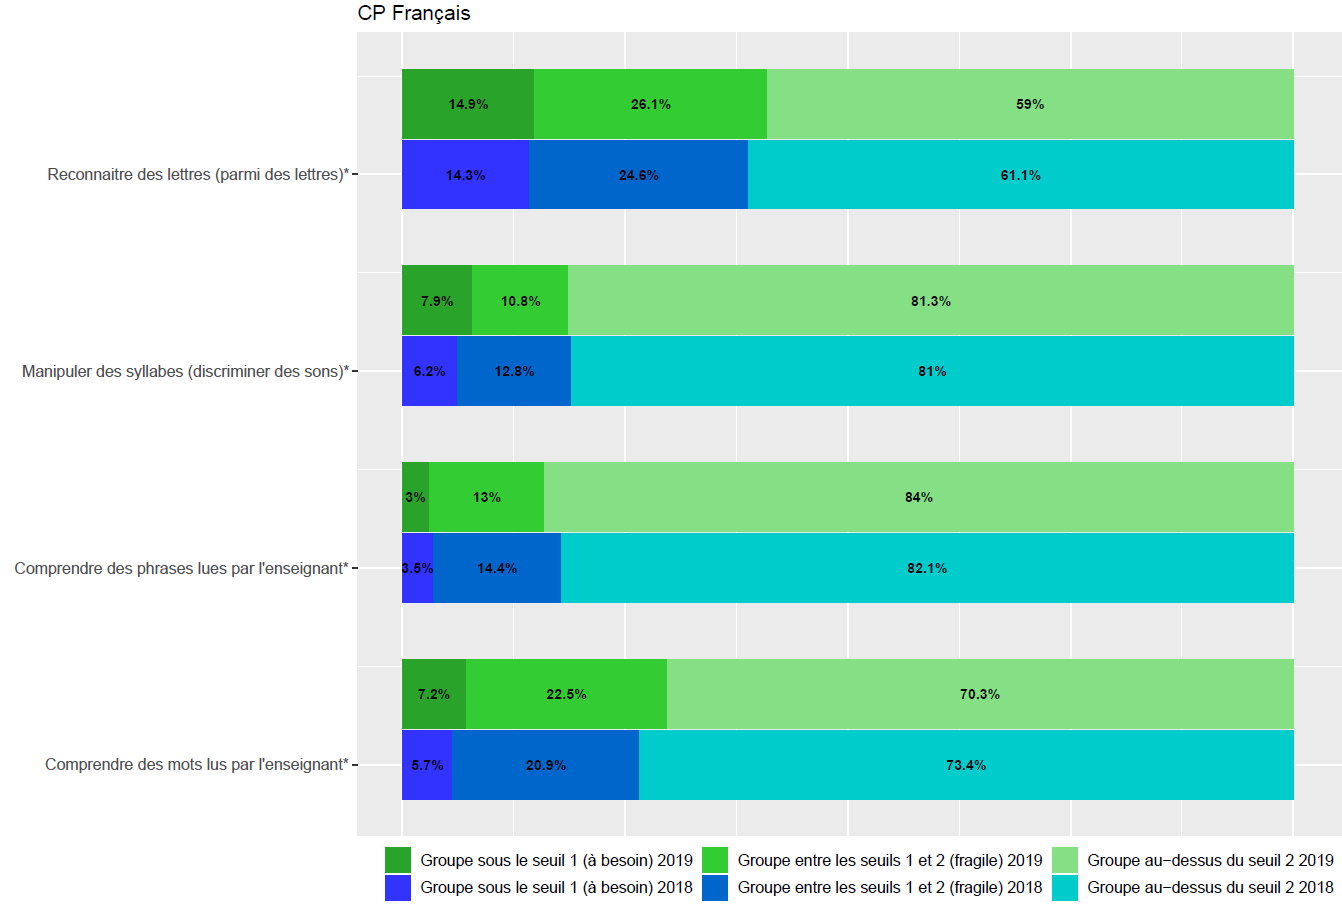 CP Français
14.9% 26.1% 59%
Reconnaitre des lettres (parmi des lettres)* 14.3% 24.6% 61.1%
7.9% 10.8% 81.3%
Manipuler des syllabes (discriminer des sons)* 6.2% 12.8% 81%
3% 13% 84%
Comprendre des phrases lues par l'enseignant* 3.5% 14.4% 82.1%
7.2% 22.5% 70.3%
Comprendre des mots lus par l'enseignant* 5.7% 20.9% 73.4%
Groupe sous le seuil 1 (à besoin) 2019 Groupe entre les seuils 1 et 2 (fragile) 2019 Groupe au−dessus du seuil 2 2019
Groupe sous le seuil 1 (à besoin) 2018 Groupe entre les seuils 1 et 2 (fragile) 2018 Groupe au−dessus du seuil 2 2018